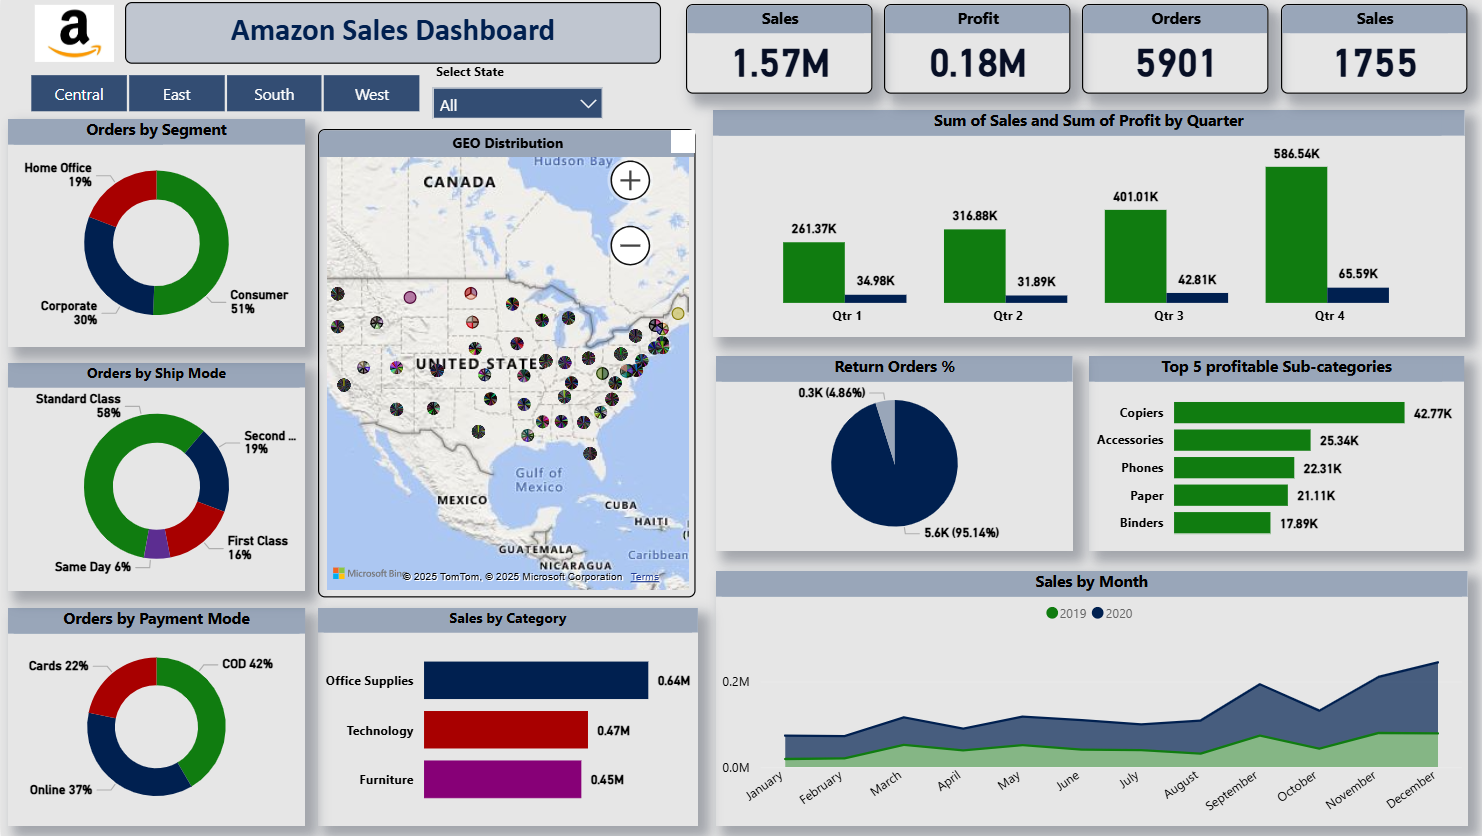 a
Amazon Sales Dashboard
Sales
1.57M
Profit
0.18M
Orders
5901
Sales
1755
Central
East
South
West
Select State
All
Orders by Segment
Home Office
19%
Corporate
30%
Consumer
51%
Orders by Ship Mode
Standard Class
58%
Second ...
19%
First Class
16%
Same Day 6%
Orders by Payment Mode
Cards 22%
COD 42%
Online 37%
GEO Distribution
Hudson Bay
CANADA
UNITED STATES
Gulf of
Mexico
MEXICO
CUBA
HAITI
GUATEMALA
NICARAGUA
Caribbean
Microsoft Bing
© 2025 TomTom, © 2025 Microsoft Corporation
Terms
Sales by Category
Office Supplies
0.64M
Technology
0.47M
Furniture
0.45M
Sum of Sales and Sum of Profit by Quarter
261.37K
34.98K
316.88K
31.89K
401.01K
42.81K
586.54K
65.59K
Qtr 1
Qtr 2
Qtr 3
Qtr 4
Return Orders %
0.3K (4.86%)
5.6K (95.14%)
Top 5 profitable Sub-categories
Copiers
42.77K
Accessories
25.34K
Phones
22.31K
Paper
21.11K
Binders
17.89K
Sales by Month
2019
2020
0.2M
0.0M
January
February
March
April
May
June
July
August
September
October
November
December